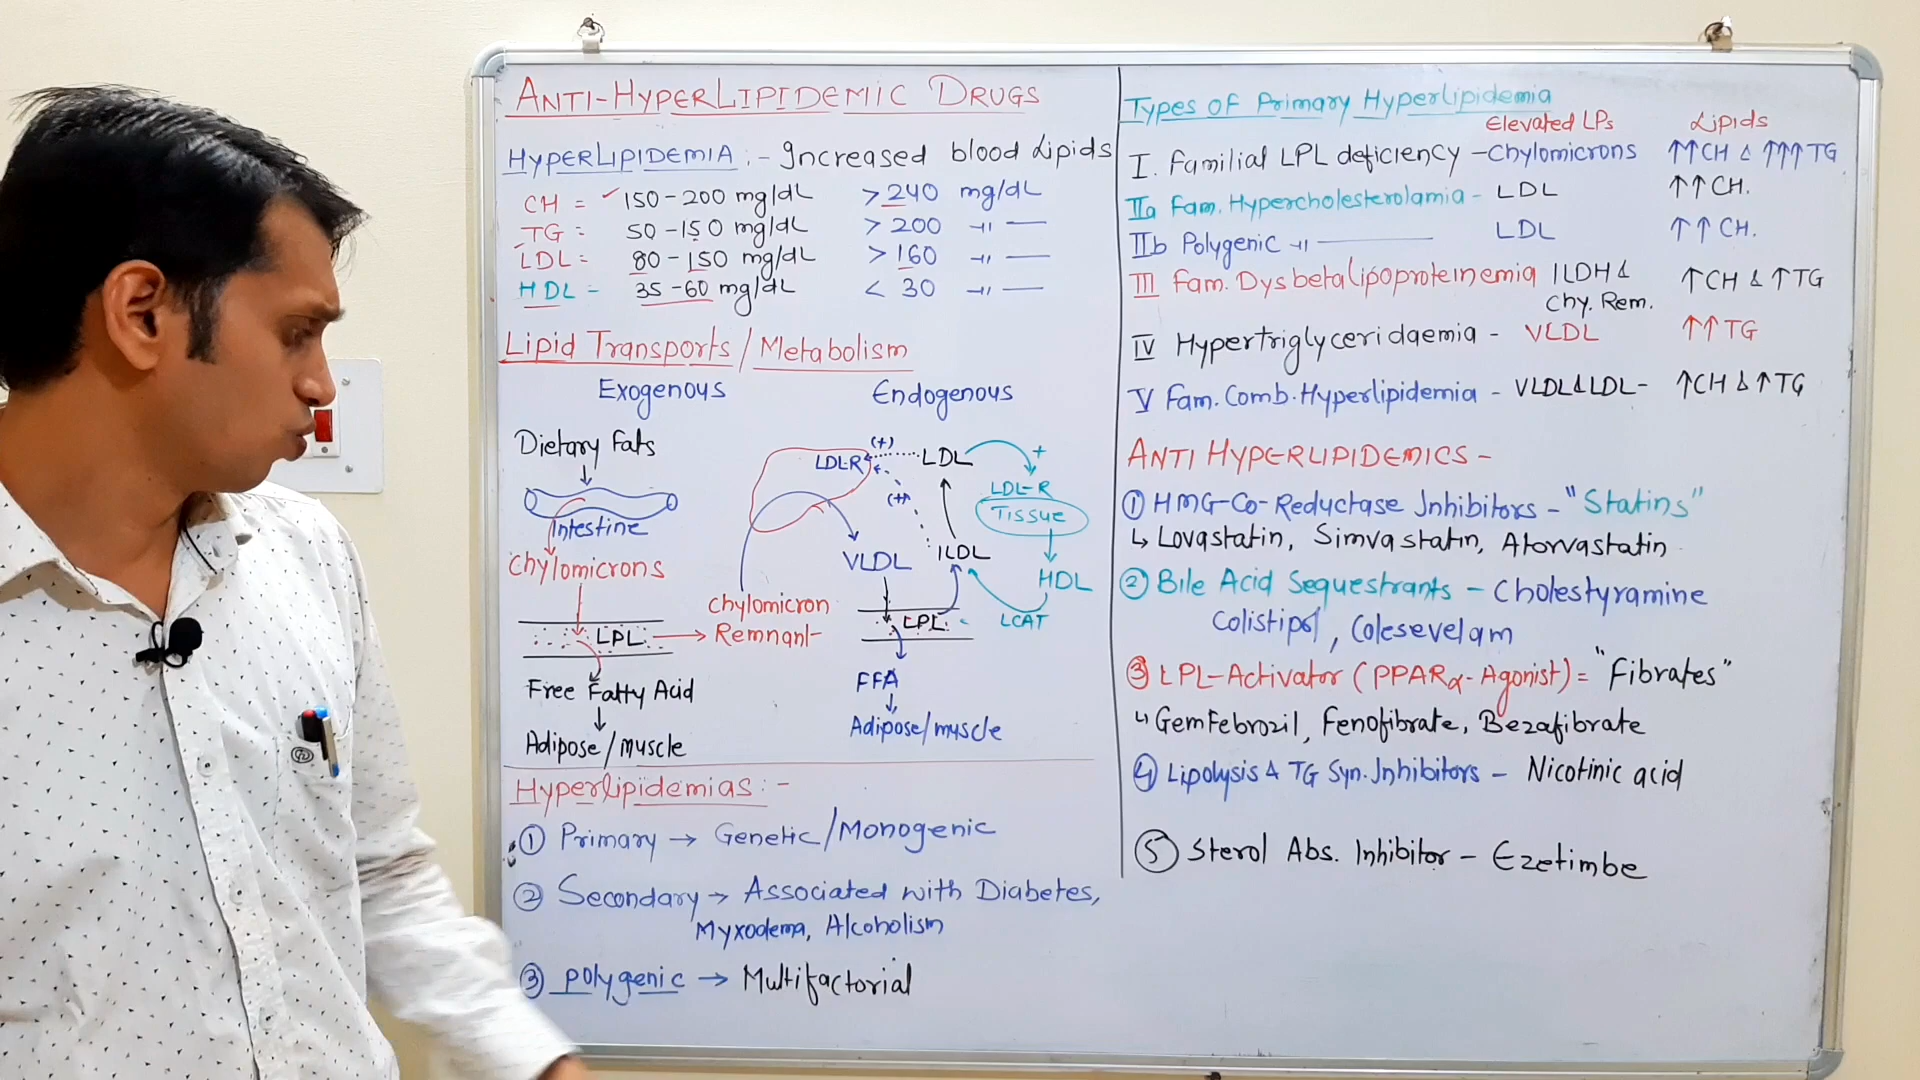 ANTI-HYPERLIPIDEMIC DRUGS
HYPERLIPIDEMIA :- Increased blood Lipids
CH = 150-200 mg/dL >240 mg/dL
TG = 50-150 mg/dL >200 -11-
LDL = 80-150 mg/dL >160 -11-
HDL = 35-60 mg/dL < 30 -11-
Lipid Transports/Metabolism
Exogenous Endogenous
Dietary Fats
Intestine
Chylomicrons
LPL
Chylomicron
Remnant
Free Fatty Acid
Adipose/muscle
LDLR (+) LDL +
(+)
LDL-R
Tissue
VLDL ILDL HDL
LPL LCAT
FFA
Adipose/muscle
Hyperlipidemias :-
① Primary → Genetic/Monogenic
② Secondary → Associated with Diabetes,
Myxodema, Alcoholism
③ polygenic → Multifactorial
Types of Primary Hyperlipidemia
Elevated LPs Lipids
I. Familial LPL deficiency - Chylomicrons ↑↑CH & ↑↑↑TG
IIa Fam. Hypercholesterolamia - LDL ↑↑CH.
IIb Polygenic -11- LDL ↑↑CH.
III Fam. Dysbetalipoproteinemia ILDH &
Chy. Rem. ↑CH & ↑TG
IV Hypertriglyceridaemia - VLDL ↑↑TG
V Fam. Comb. Hyperlipidemia - VLDL & LDL - ↑CH & ↑TG
ANTI HYPERLIPIDEMICS -
① HMG-Co-Reductase Inhibitors - "Statins"
↳ Lovastatin, Simvastatin, Atorvastatin
② Bile Acid Sequestrants - Cholestyramine
Colistipol, Colesevelam
③ LPL-Activator (PPARα-Agonist) = "Fibrates"
↳ Gemfebrozil, Fenofibrate, Bezafibrate
④ Lipolysis & TG Syn. Inhibitors - Nicotinic acid
⑤ Sterol Abs. Inhibitor - Ezetimbe